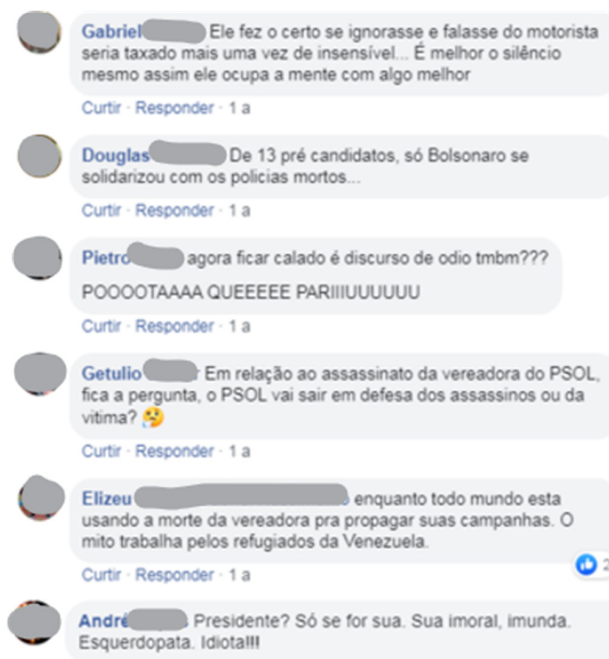 Gabriel Ele fez o certo se ignorasse e falasse do motorista
seria taxado mais uma vez de insensível... É melhor o silêncio
mesmo assim ele ocupa a mente com algo melhor
Curtir · Responder · 1 a
Douglas De 13 pré candidatos, só Bolsonaro se
solidarizou com os policias mortos...
Curtir · Responder · 1 a
Pietro agora ficar calado é discurso de odio tmbm???
POOOOTAAAA QUEEEEE PARIIIUUUUUU
Curtir · Responder · 1 a
Getulio Em relação ao assassinato da vereadora do PSOL,
fica a pergunta, o PSOL vai sair em defesa dos assassinos ou da
vitima? 🤔
Curtir · Responder · 1 a
Elizeu enquanto todo mundo esta
usando a morte da vereadora pra propagar suas campanhas. O
mito trabalha pelos refugiados da Venezuela.
2
Curtir · Responder · 1 a
André Presidente? Só se for sua. Sua imoral, imunda.
Esquerdopata. Idiota!!!